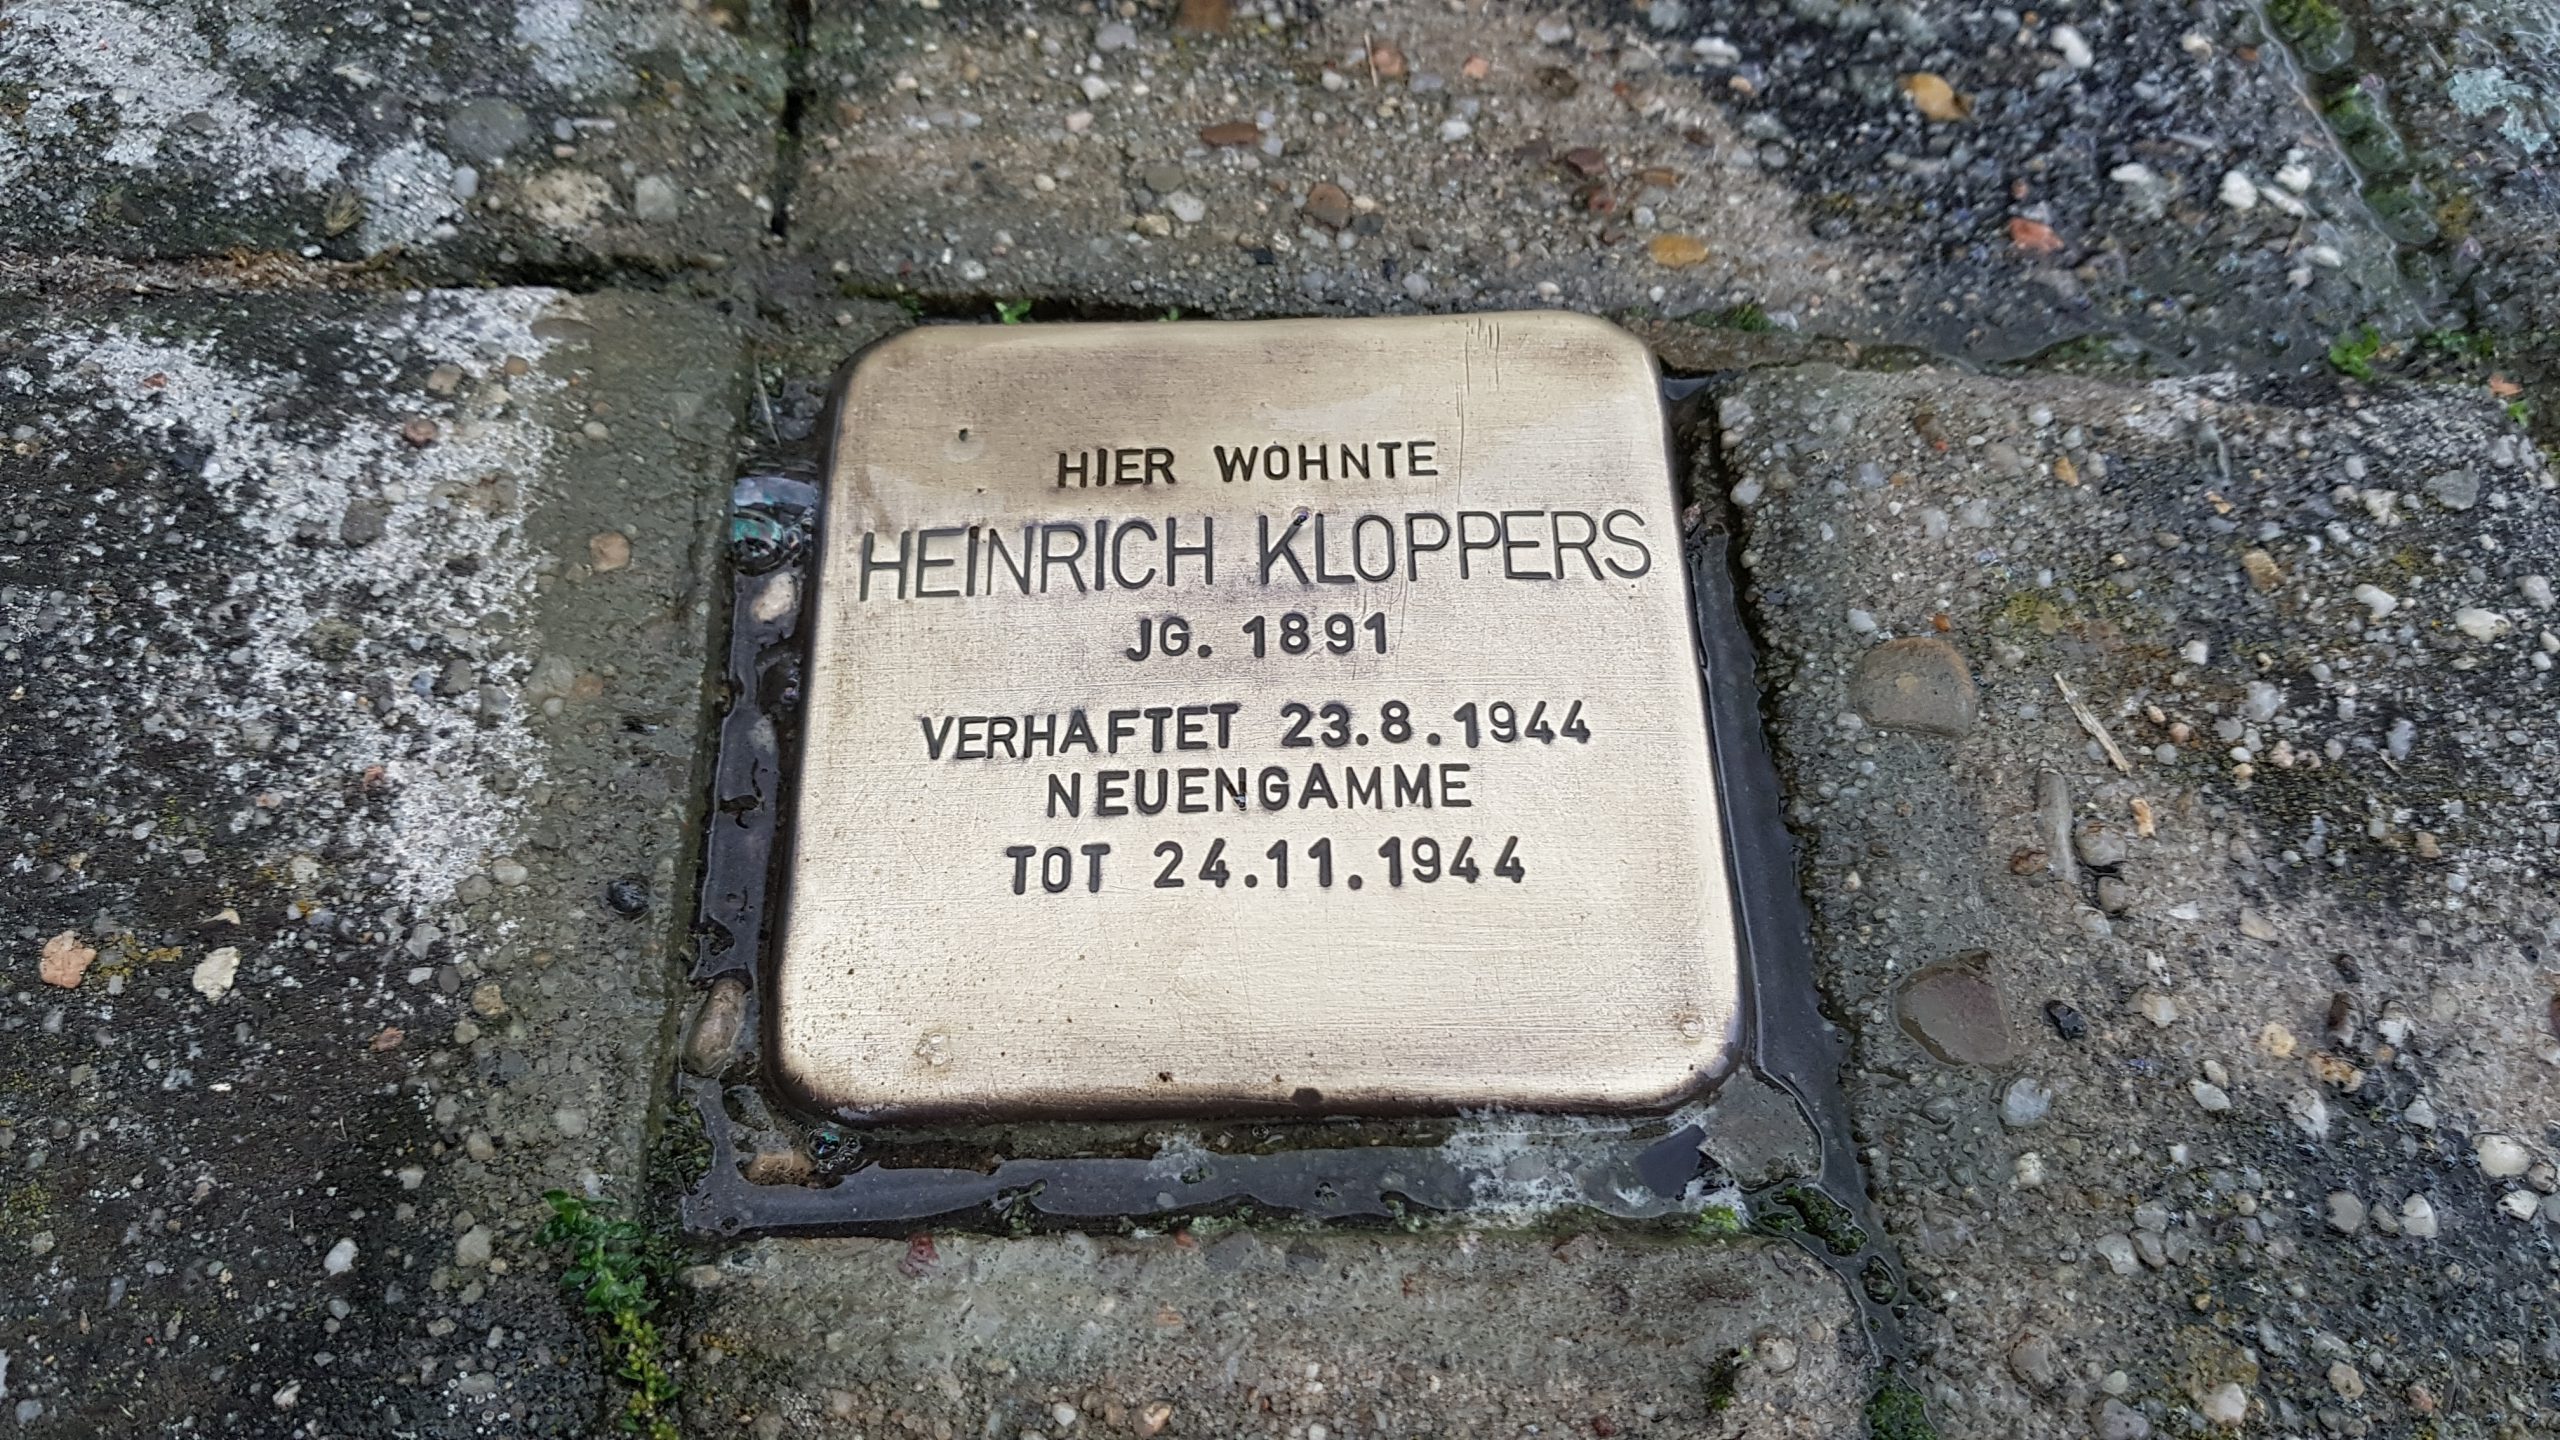 HIER WOHNTE
HEINRICH KLOPPERS
JG. 1891
VERHAFTET 23.8.1944
NEUENGAMME
TOT 24.11.1944